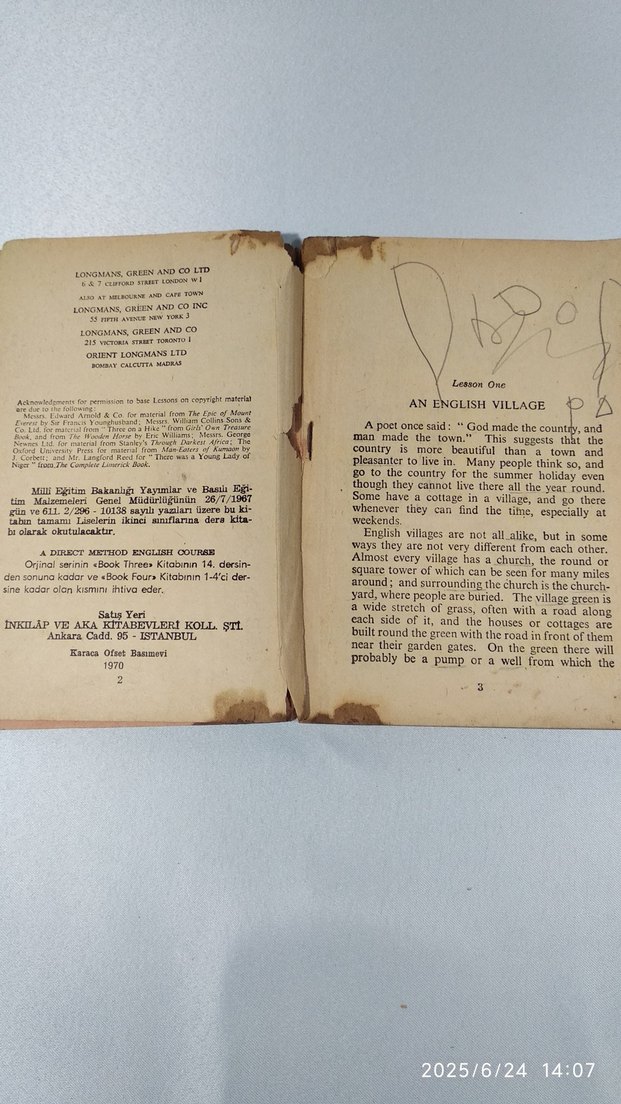 LONGMANS, GREEN AND CO LTD
6 & 7 CLIFFORD STREET LONDON W 1
ALSO AT MELBOURNE AND CAPE TOWN
LONGMANS, GREEN AND CO INC
55 FIFTH AVENUE NEW YORK 3
LONGMANS, GREEN AND CO
215 VICTORIA STREET TORONTO 1
ORIENT LONGMANS LTD
BOMBAY CALCUTTA MADRAS
Acknowledgments for permission to base Lessons on copyright material
are due to the following:
Messrs. Edward Arnold & Co. for material from The Epic of Mount
Everest by Sir Francis Younghusband; Messrs. William Collins Sons &
Co. Ltd. for material from "Three on a Hike" from Girls' Own Treasure
Book, and from The Wooden Horse by Eric Williams; Messrs. George
Newnes Ltd. for material from Stanley's Through Darkest Africa; The
Oxford University Press for material from Man-Eaters of Kumaon by
J. Corbett; and Mr. Langford Reed for "There was a Young Lady of
Niger" from The Complete Limerick Book.
Millî Eğitim Bakanlığı Yayımlar ve Basılı Eği-
tim Malzemeleri Genel Müdürlüğünün 26/7/1967
gün ve 611. 2/296 - 10138 sayılı yazıları üzere bu ki-
tabın tamamı Liselerin ikinci sınıflarına ders kita-
bı olarak okutulacaktır.
A DIRECT METHOD ENGLISH COURSE
Orjinal serinin «Book Three» Kitabının 14. dersin-
den sonuna kadar ve «Book Four» Kitabının 1-4'ci der-
sine kadar olan kısmını ihtiva eder.
Satış Yeri
İNKILÂP VE AKA KİTABEVLERİ KOLL. ŞTİ.
Ankara Cadd. 95 - ISTANBUL
Karaca Ofset Basımevi
1970
2
Lesson One
AN ENGLISH VILLAGE
A poet once said: "God made the country, and
man made the town." This suggests that the
country is more beautiful than a town and
pleasanter to live in. Many people think so, and
go to the country for the summer holiday even
though they cannot live there all the year round.
Some have a cottage in a village, and go there
whenever they can find the time, especially at
weekends.
English villages are not all alike, but in some
ways they are not very different from each other.
Almost every village has a church, the round or
square tower of which can be seen for many miles
around; and surrounding the church is the church-
yard, where people are buried. The village green is
a wide stretch of grass, often with a road along
each side of it, and the houses or cottages are
built round the green with the road in front of them
near their garden gates. On the green there will
probably be a pump or a well from which the
3
2025/6/24 14:07